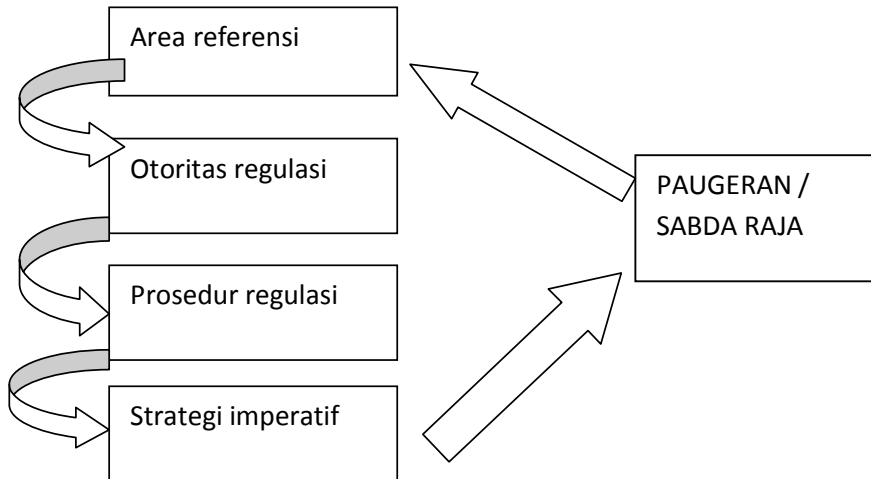 Area referensi
Otoritas regulasi
Prosedur regulasi
Strategi imperatif
PAUGERAN /
SABDA RAJA